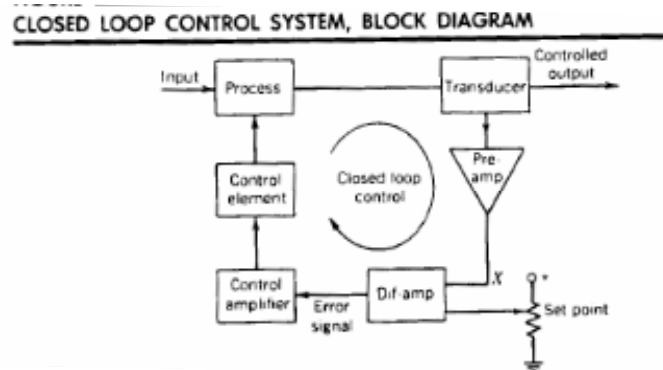 CLOSED LOOP CONTROL SYSTEM, BLOCK DIAGRAM
Input
Process
Transducer
Controlled
output
Pre-
amp
Control
element
Closed loop
control
Control
amplifier
Error
signal
Dif-amp
X
+
Set point